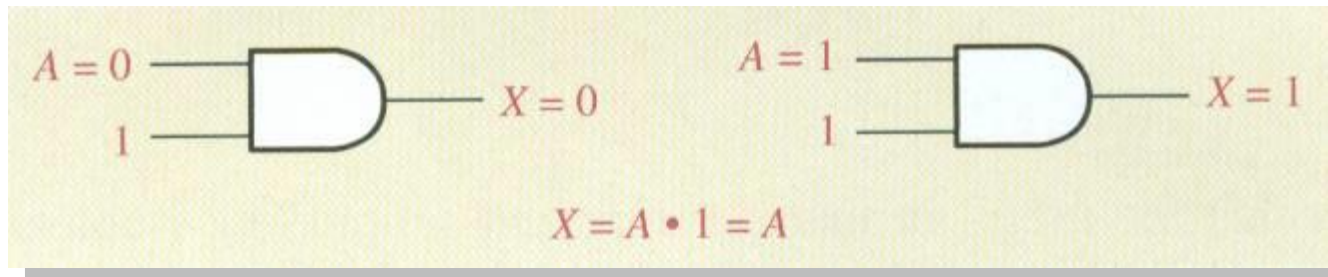 A = 0
1
X = 0
A = 1
1
X = 1
X = A • 1 = A